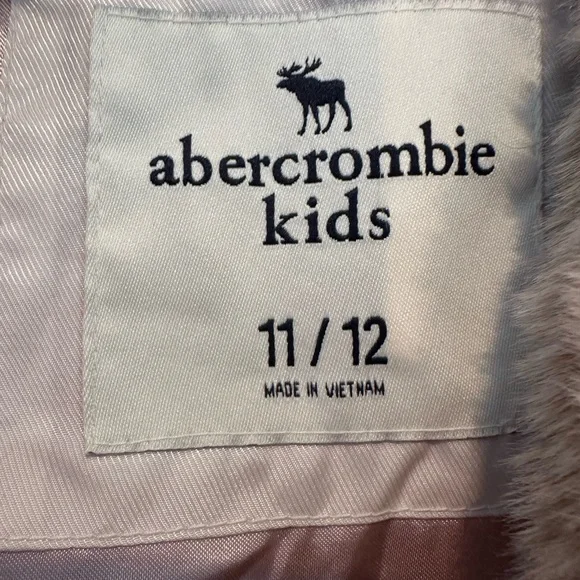 abercrombie
kids
11 / 12
MADE IN VIETNAM